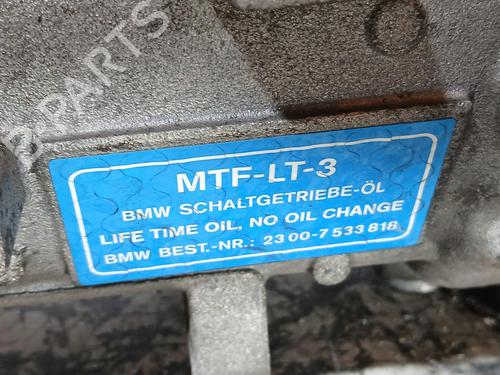 B-PARTS
MTF-LT-3
BMW SCHALTGETRIEBE-ÖL
LIFE TIME OIL, NO OIL CHANGE
BMW BEST.-NR.: 23 00-7 533 818